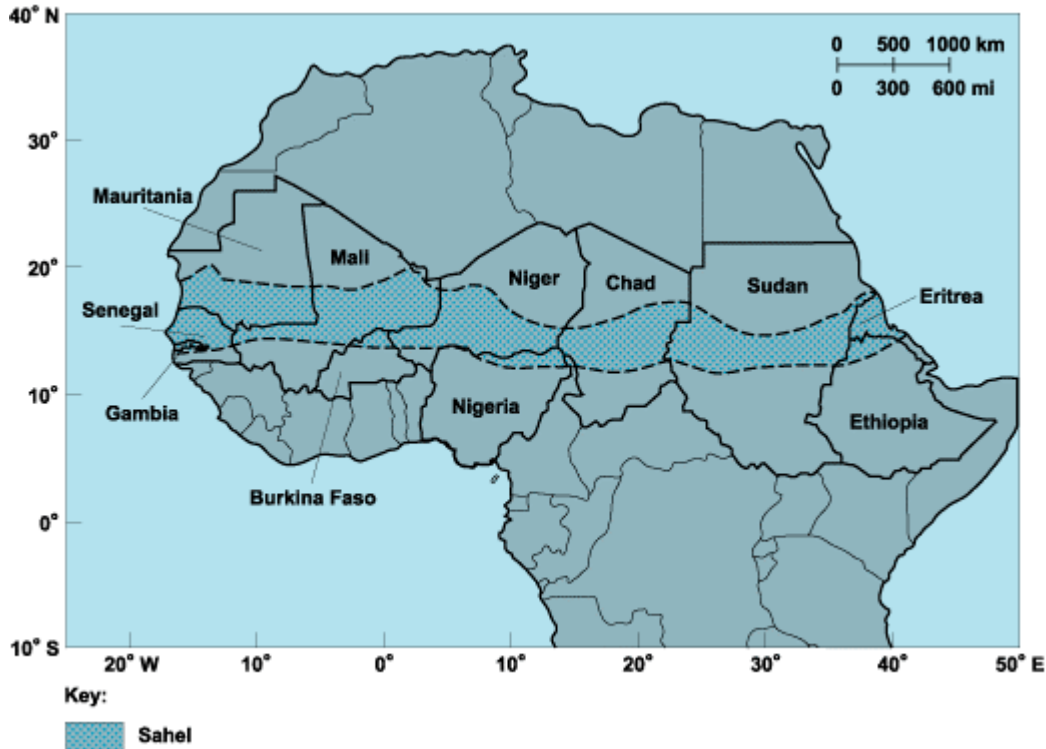 40° N
0 500 1000 km
0 300 600 mi
30°
Mauritania
Mali
20°
Niger
Chad
Sudan
Eritrea
Senegal
10°
Gambia
Nigeria
Ethiopia
Burkina Faso
0°
10° S
20° W 10° 0° 10° 20° 30° 40° 50° E
Key:
Sahel